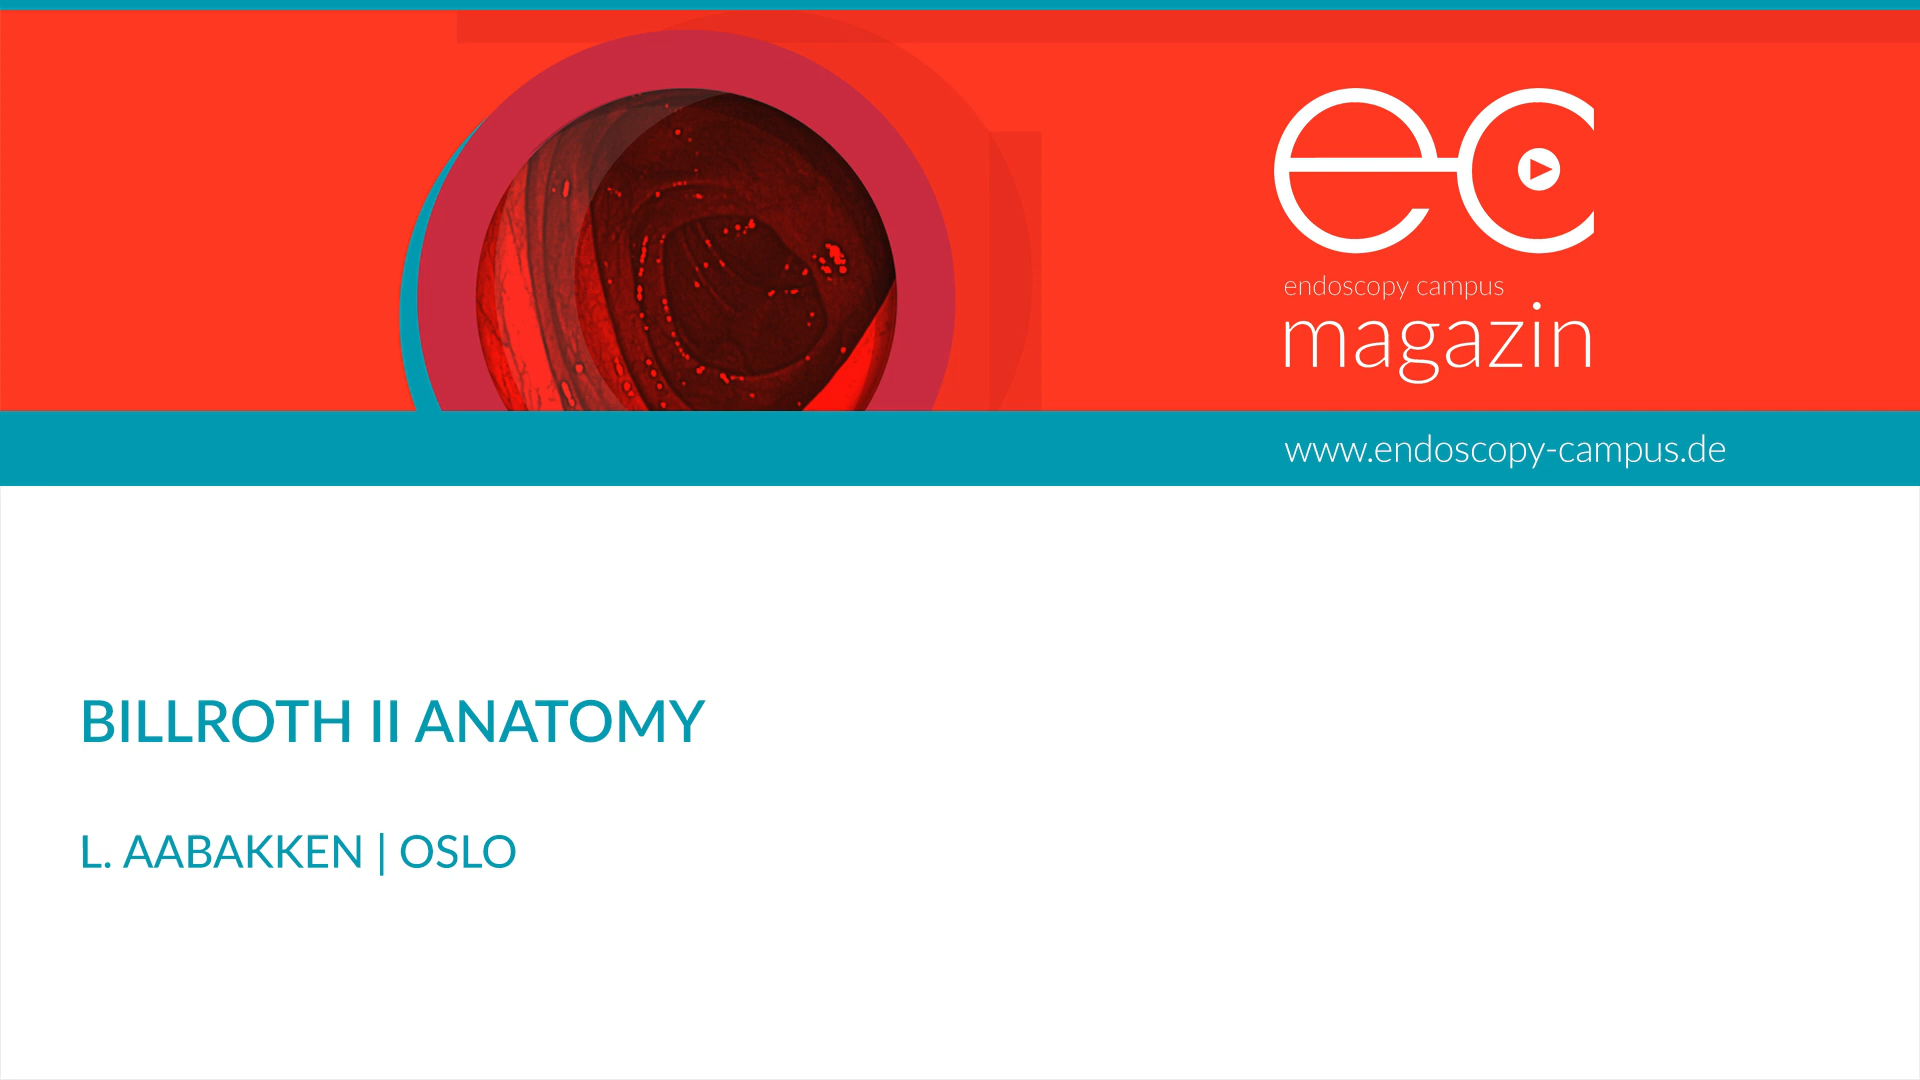 ec
endoscopy campus
magazin
www.endoscopy-campus.de
BILLROTH II ANATOMY
L. AABAKKEN | OSLO